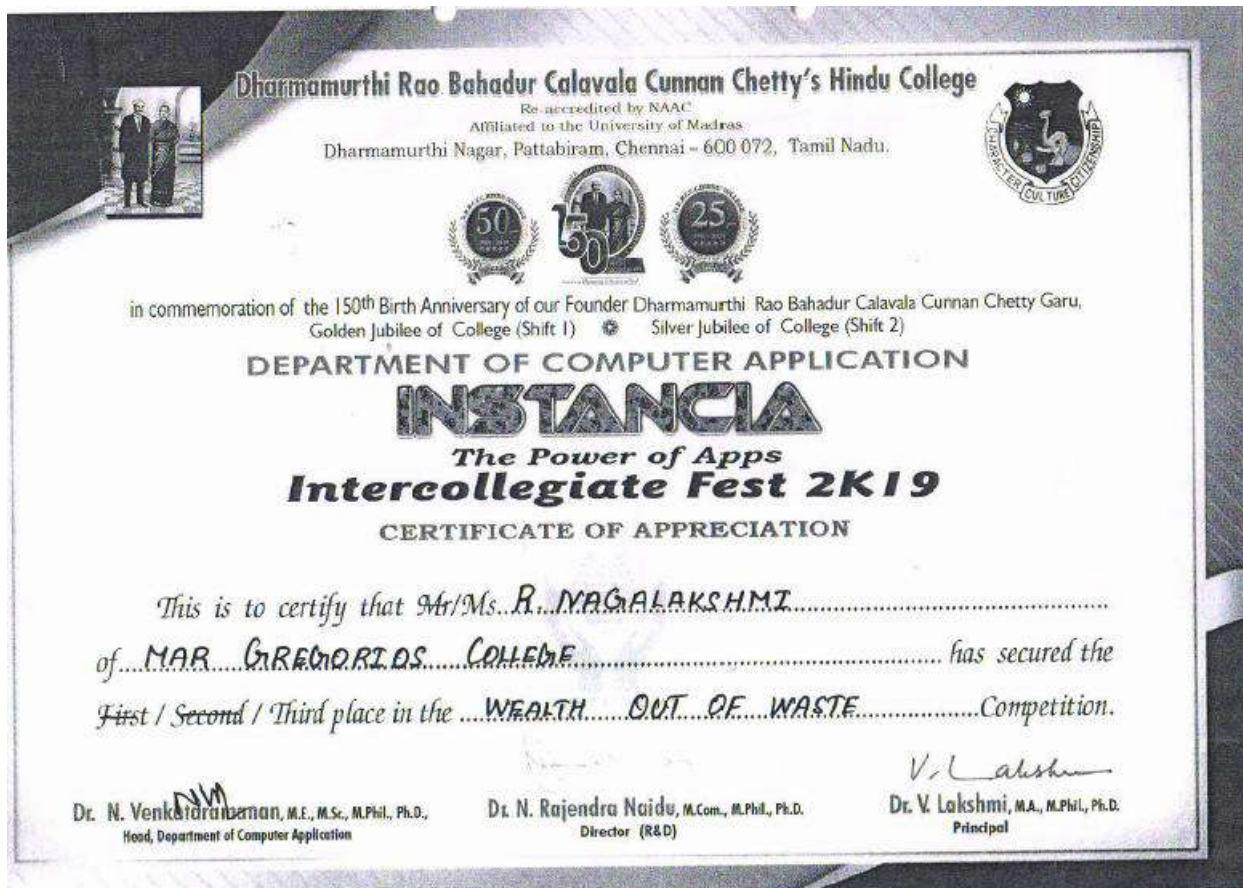 Dharmamurthi Rao Bahadur Calavala Cunnan Chetty's Hindu College
Re-accredited by NAAC
Affiliated to the University of Madras
Dharmamurthi Nagar, Pattabiram, Chennai - 600 072, Tamil Nadu.
CHARACTER CULTURE CITIZENSHIP
50
150
25
in commemoration of the 150th Birth Anniversary of our Founder Dharmamurthi Rao Bahadur Calavala Cunnan Chetty Garu,
Golden Jubilee of College (Shift 1) Silver Jubilee of College (Shift 2)
DEPARTMENT OF COMPUTER APPLICATION
INSTANCIA
The Power of Apps
Intercollegiate Fest 2K19
CERTIFICATE OF APPRECIATION
This is to certify that Mr/Ms. R. NAGALAKSHMI
of MAR GREGORIOS COLLEGE has secured the
First / Second / Third place in the WEALTH OUT OF WASTE Competition.
V. Lakshm
Dr. N. Venkataramanan, M.E., M.Sc., M.Phil., Ph.D.,
Head, Department of Computer Application
Dr. N. Rajendra Naidu, M.Com., M.Phil., Ph.D.
Director (R&D)
Dr. V. Lakshmi, M.A., M.Phil., Ph.D.
Principal